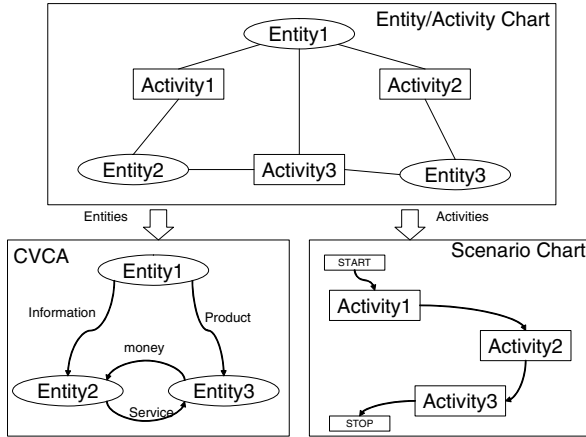 Entity/Activity Chart
Entity1
Activity1
Activity2
Entity2
Activity3
Entity3
Entities
Activities
CVCA
Entity1
Information
Product
money
Entity2
Entity3
Service
Scenario Chart
START
Activity1
Activity2
Activity3
STOP